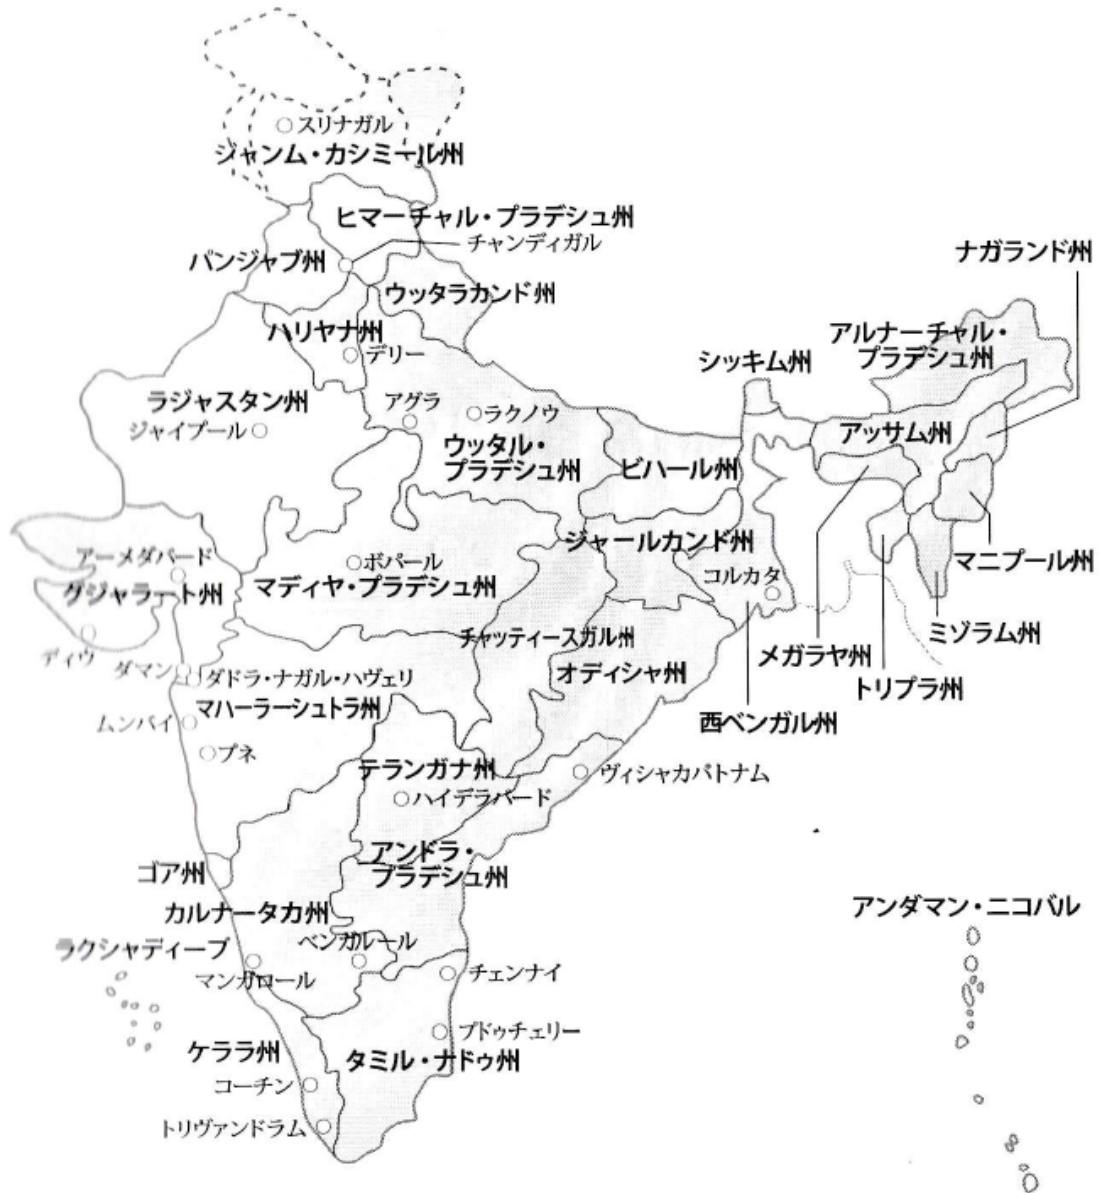 スリナガル
ジャンム・カシミール州
ヒマーチャル・プラデシュ州
チャンディガル
パンジャブ州
ナガランド州
ウッタラカンド州
ハリヤナ州
デリー
アルナーチャル・
プラデシュ州
シッキム州
ラジャスタン州
ジャイプール
アグラ
ラクノウ
ウッタル・
プラデシュ州
ビハール州
アッサム州
ジャールカンド州
アーメダバード
グジャラート州
ボパール
マディヤ・プラデシュ州
コルカタ
マニプール州
チャッティースガル州
ミゾラム州
ディウ
ダマン
ダドラ・ナガル・ハヴェリ
オディシャ州
メガラヤ州
トリプラ州
マハーラーシュトラ州
ムンバイ
西ベンガル州
プネ
テランガナ州
ヴィシャカパトナム
ハイデラバード
アンドラ・
プラデシュ州
ゴア州
カルナータカ州
アンダマン・ニコバル
ラクシャディープ
ベンガルール
マンガロール
チェンナイ
プドゥチェリー
ケララ州
タミル・ナドゥ州
コーチン
トリヴァンドラム